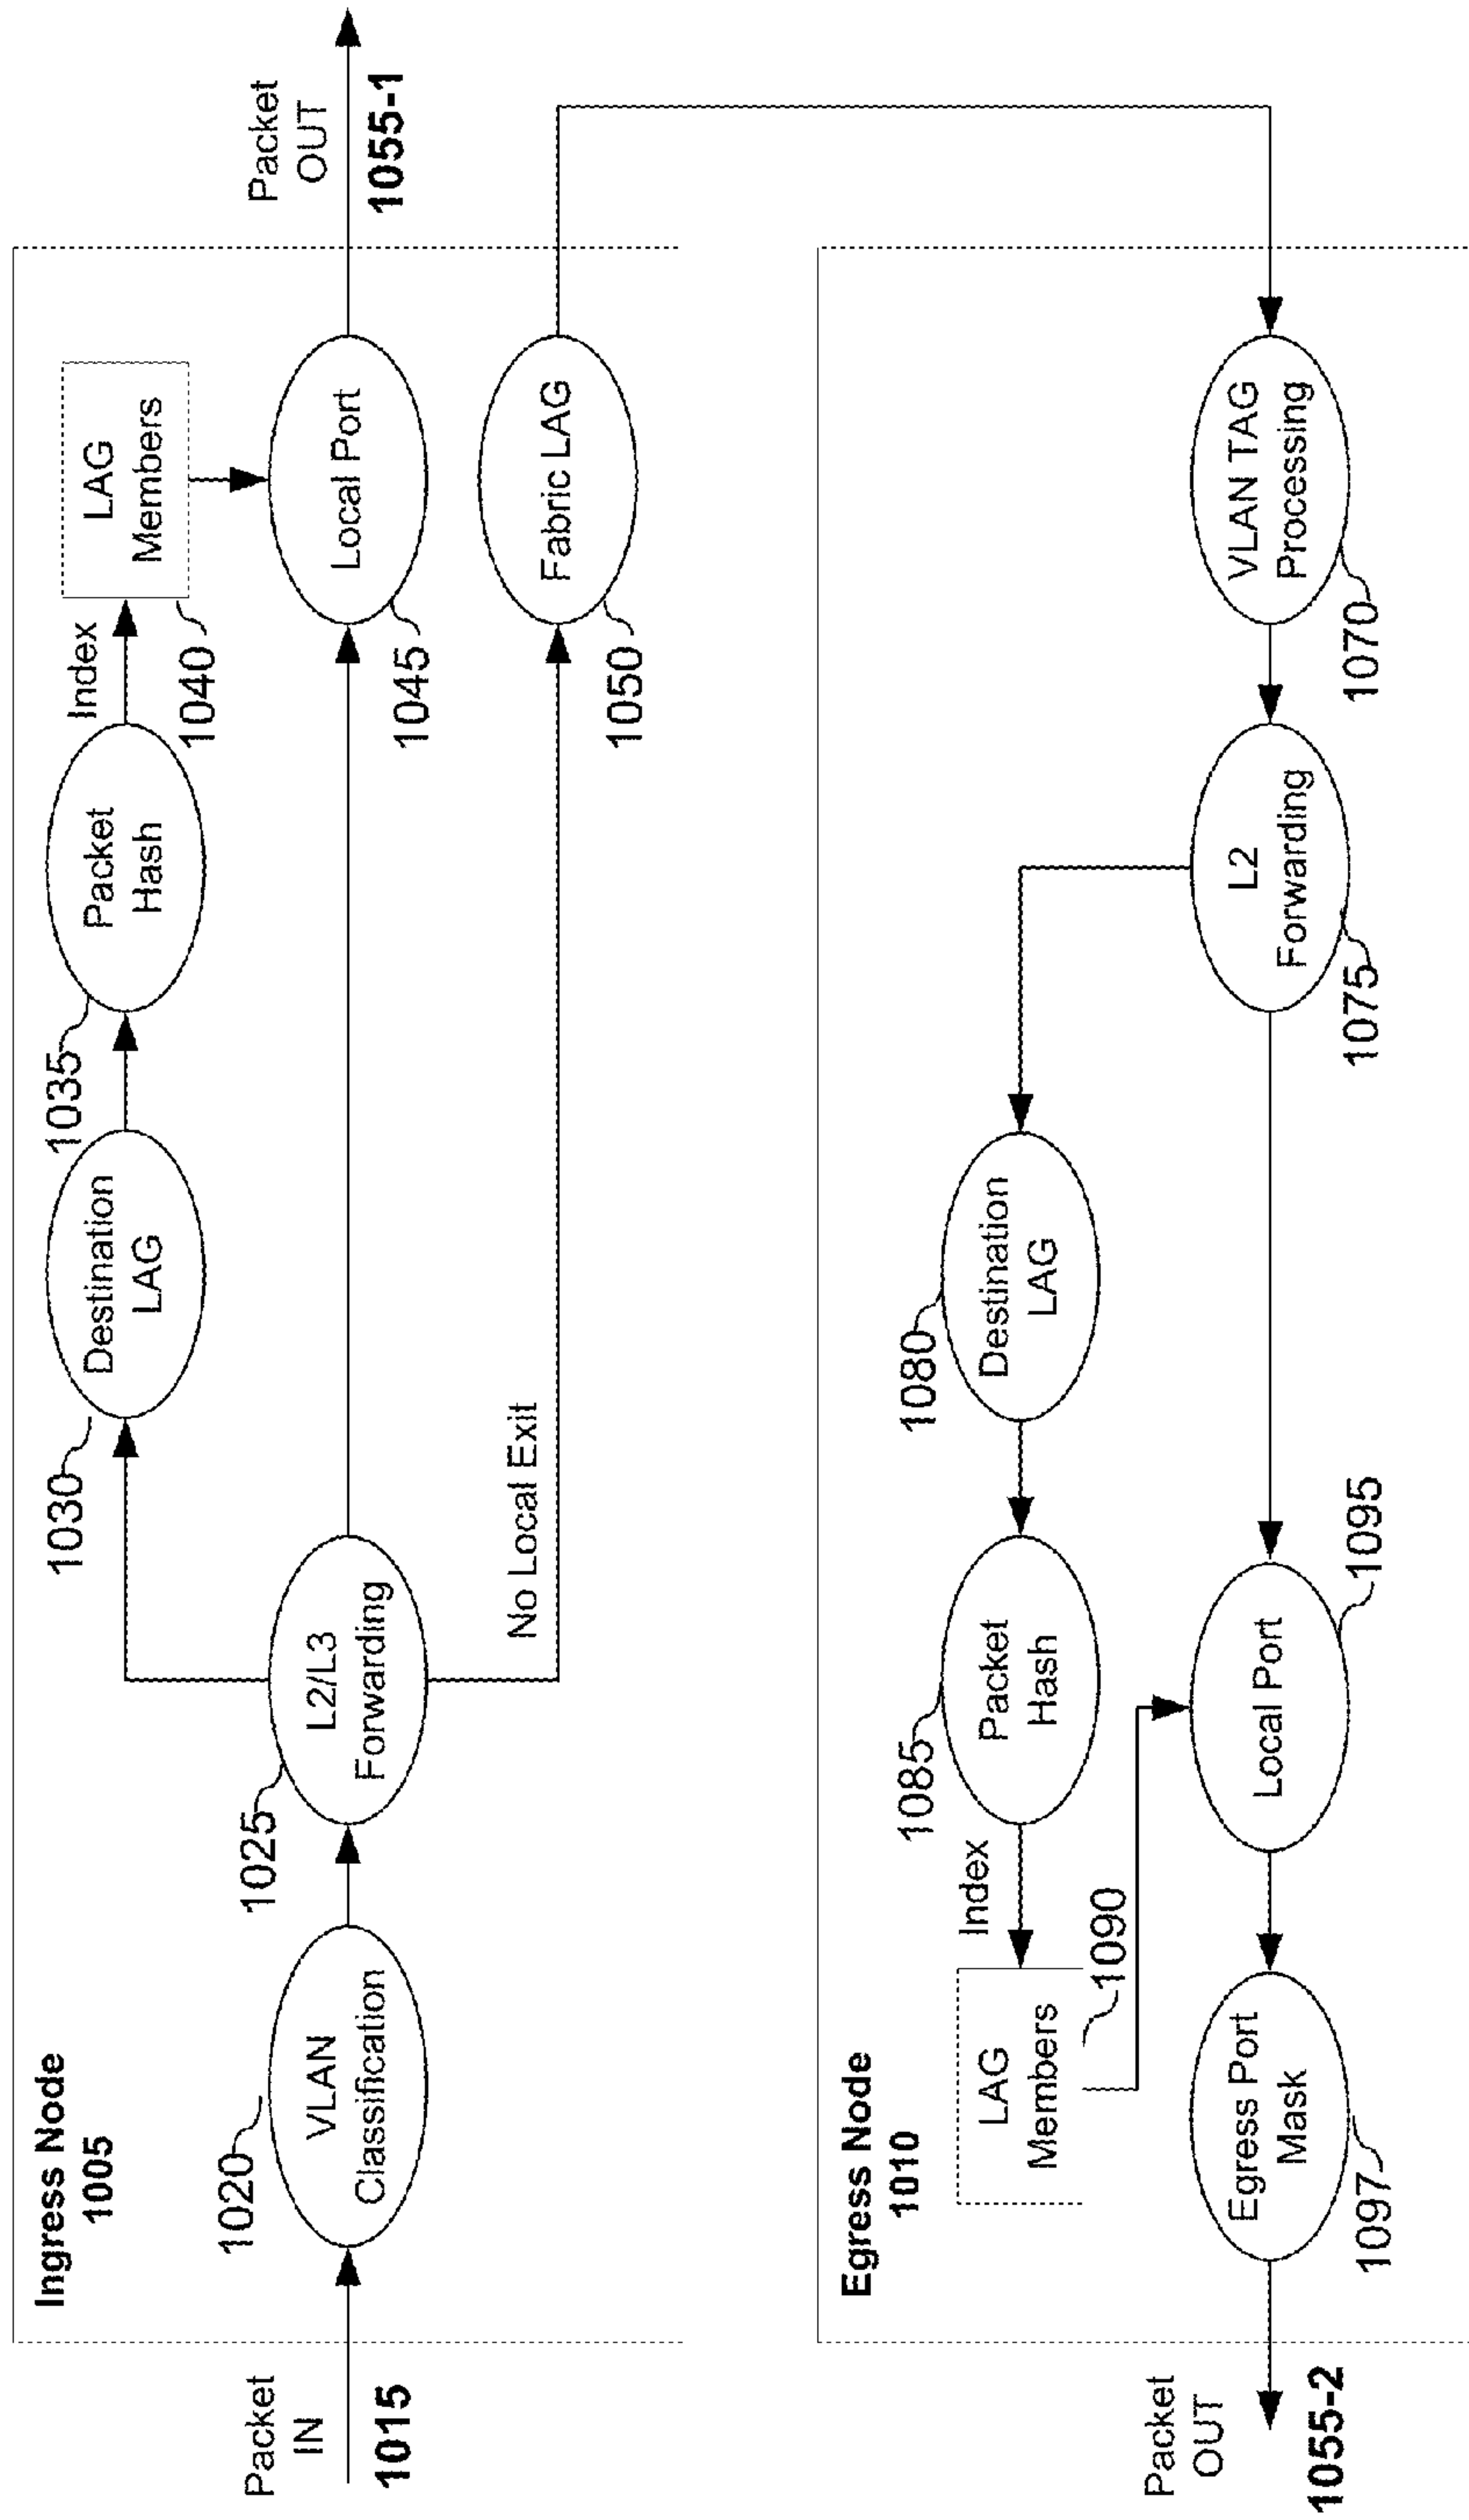 Ingress Node
1005
Packet
IN
1015
1020
VLAN
Classification
1025
L2/L3
Forwarding
1030
Destination
LAG
1035
Packet
Hash
Index
LAG
Members
1040
Local Port
1045
No Local Exit
Fabric LAG
1050
Packet
OUT
1055-1
Egress Node
1010
VLAN TAG
Processing
1070
L2
Forwarding
1075
1080
Destination
LAG
1085
Packet
Hash
Index
LAG
Members
1090
Local Port
1095
Egress Port
Mask
1097
Packet
OUT
1055-2